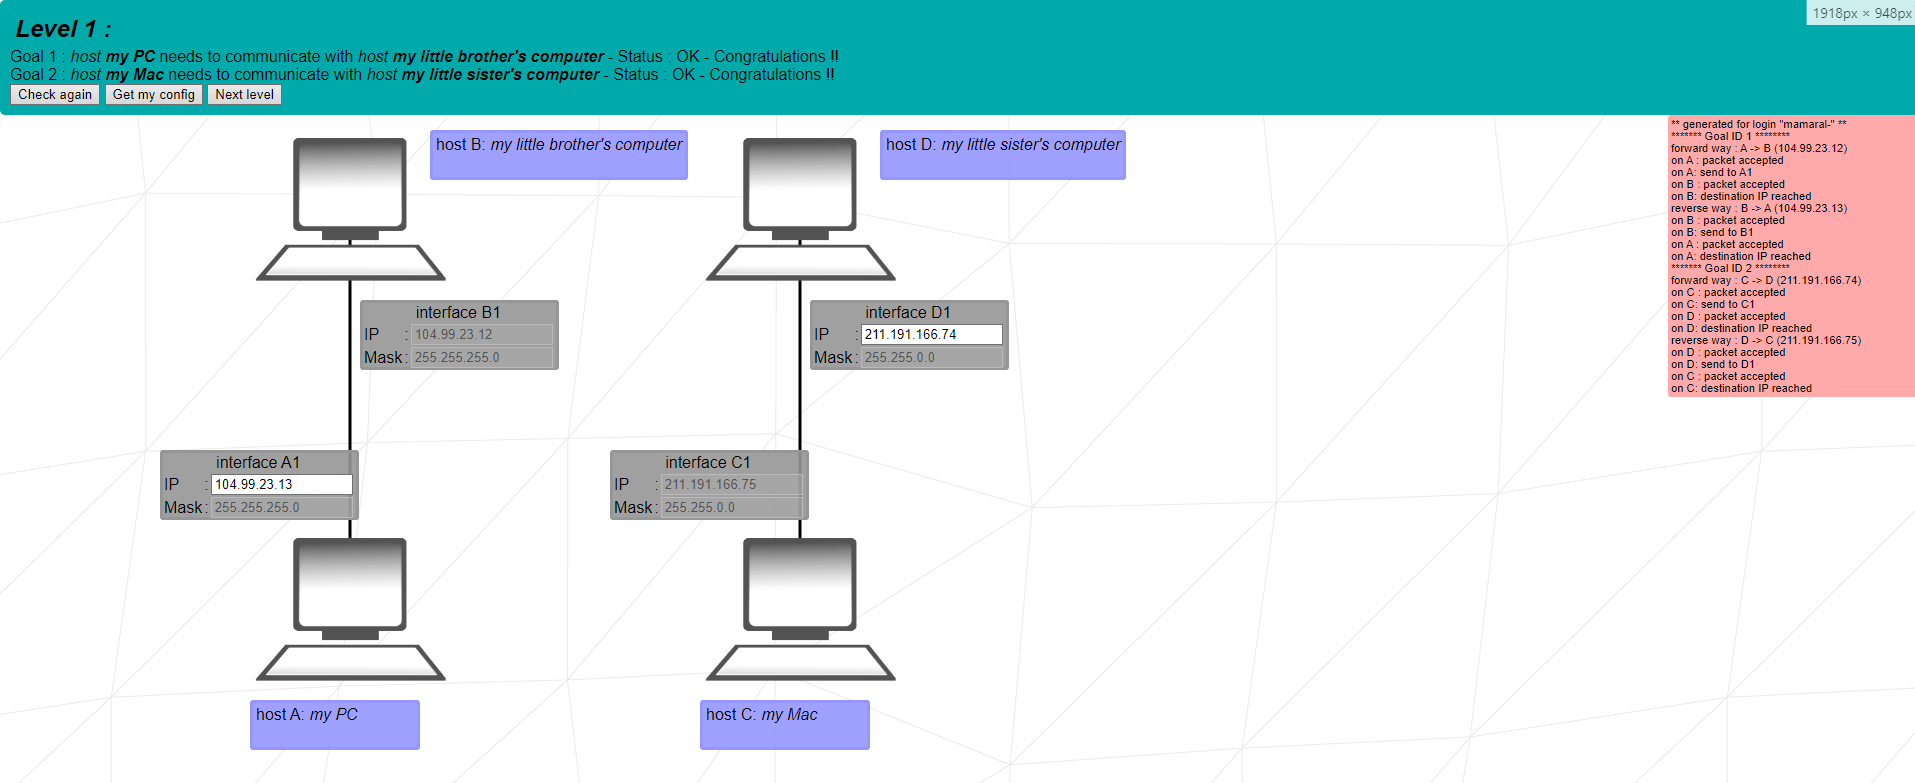 1918px × 948px
Level 1 :
Goal 1 : host my PC needs to communicate with host my little brother's computer - Status : OK - Congratulations !!
Goal 2 : host my Mac needs to communicate with host my little sister's computer - Status : OK - Congratulations !!
Check again Get my config Next level
** generated for login "mamaral-" **
******* Goal ID 1 ********
forward way : A -> B (104.99.23.12)
on A : packet accepted
on A: send to A1
on B : packet accepted
on B: destination IP reached
reverse way : B -> A (104.99.23.13)
on B : packet accepted
on B: send to B1
on A : packet accepted
on A: destination IP reached
******* Goal ID 2 ********
forward way : C -> D (211.191.166.74)
on C : packet accepted
on C: send to C1
on D : packet accepted
on D: destination IP reached
reverse way : D -> C (211.191.166.75)
on D : packet accepted
on D: send to D1
on C : packet accepted
on C: destination IP reached
host B: my little brother's computer
host D: my little sister's computer
interface B1
IP : 104.99.23.12
Mask : 255.255.255.0
interface D1
IP : 211.191.166.74
Mask : 255.255.0.0
interface A1
IP : 104.99.23.13
Mask : 255.255.255.0
interface C1
IP : 211.191.166.75
Mask : 255.255.0.0
host A: my PC
host C: my Mac